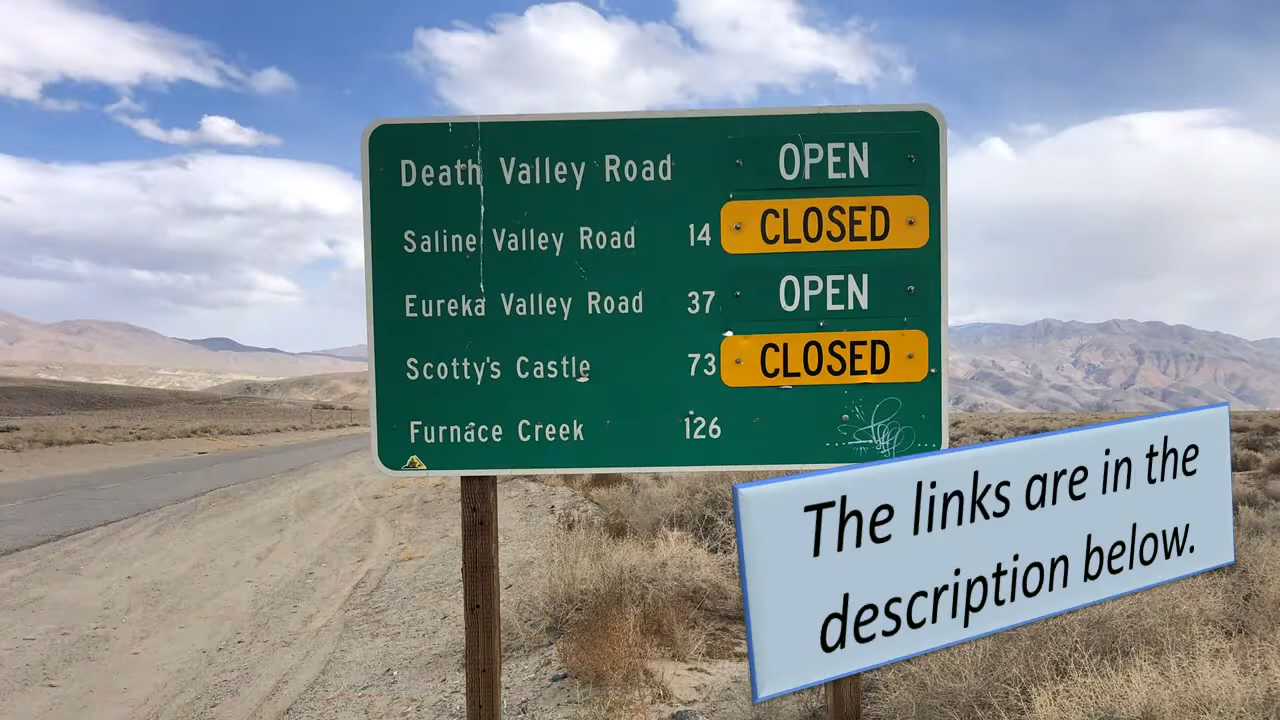 Death Valley Road OPEN
Saline Valley Road 14 CLOSED
Eureka Valley Road 37 OPEN
Scotty's Castle 73 CLOSED
Furnace Creek 126
The links are in the
description below.